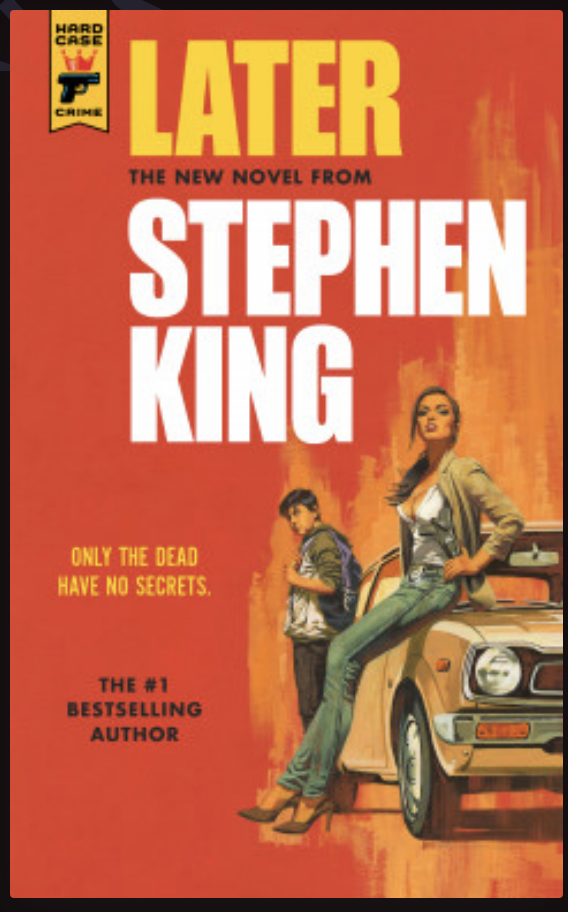 HARD
CASE
CRIME
LATER
THE NEW NOVEL FROM
STEPHEN
KING
ONLY THE DEAD
HAVE NO SECRETS.
THE #1
BESTSELLING
AUTHOR